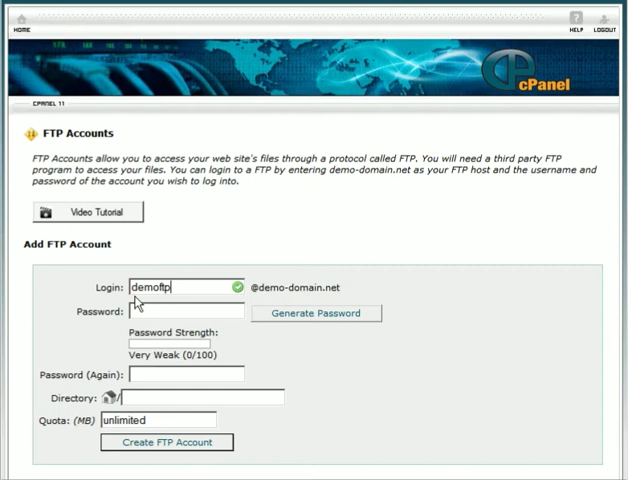 HOME
HELP
LOGOUT
cPanel
CPANEL 11
FTP Accounts
FTP Accounts allow you to access your web site's files through a protocol called FTP. You will need a third party FTP
program to access your files. You can login to a FTP by entering demo-domain.net as your FTP host and the username and
password of the account you wish to log into.
Video Tutorial
Add FTP Account
Login: demoftp @demo-domain.net
Password: Generate Password
Password Strength:
Very Weak (0/100)
Password (Again):
Directory: /
Quota: (MB) unlimited
Create FTP Account